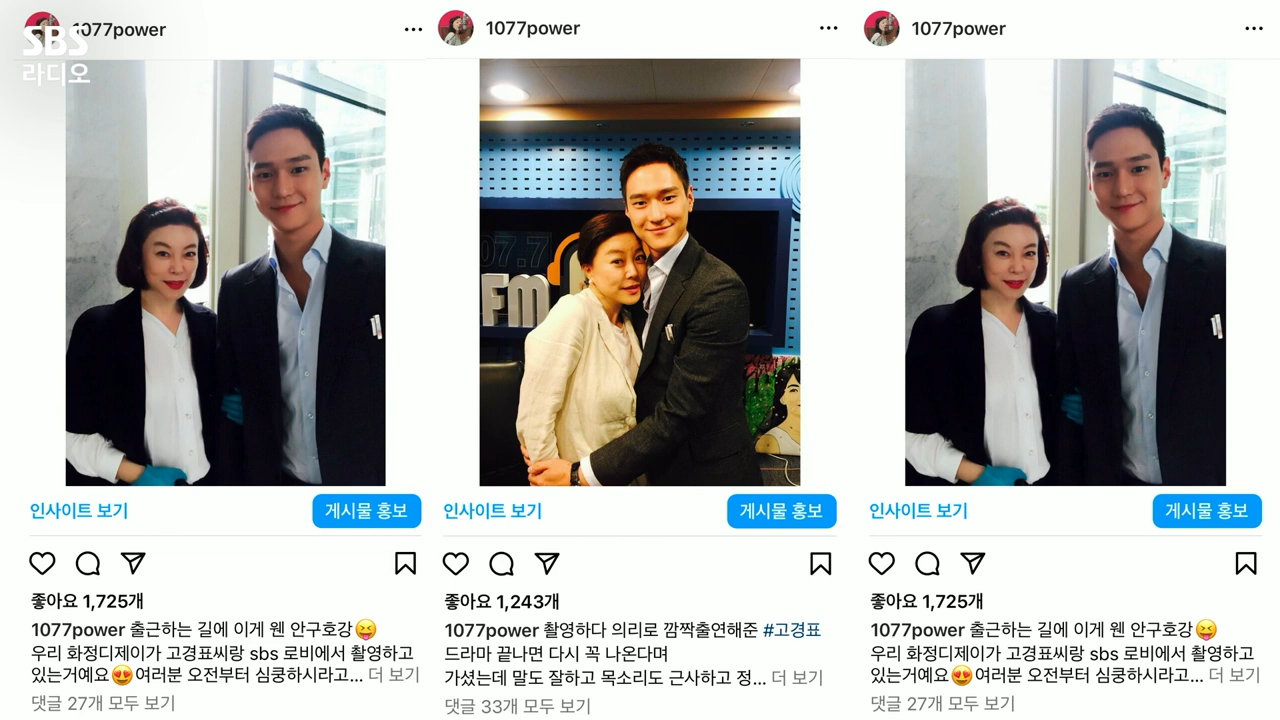 SBS
라디오
1077power
인사이트 보기
게시물 홍보
좋아요 1,725개
1077power 출근하는 길에 이게 웬 안구호강😝
우리 화정디제이가 고경표씨랑 sbs 로비에서 촬영하고
있는거예요😍여러분 오전부터 심쿵하시라고... 더 보기
댓글 27개 모두 보기
1077power
07.7
FM
인사이트 보기
게시물 홍보
좋아요 1,243개
1077power 촬영하다 의리로 깜짝출연해준 #고경표
드라마 끝나면 다시 꼭 나온다며
가셨는데 말도 잘하고 목소리도 근사하고 정... 더 보기
댓글 33개 모두 보기
1077power
인사이트 보기
게시물 홍보
좋아요 1,725개
1077power 출근하는 길에 이게 웬 안구호강😝
우리 화정디제이가 고경표씨랑 sbs 로비에서 촬영하고
있는거예요😍여러분 오전부터 심쿵하시라고... 더 보기
댓글 27개 모두 보기